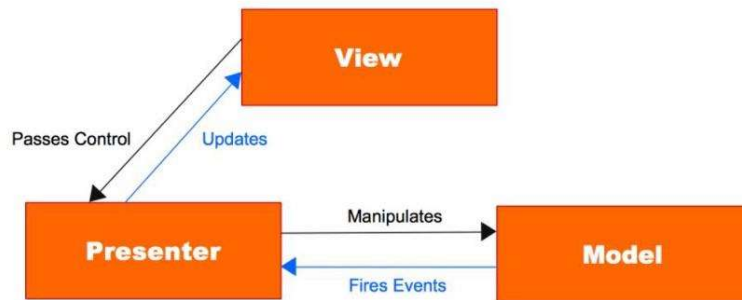 View
Passes Control
Updates
Presenter
Manipulates
Model
Fires Events